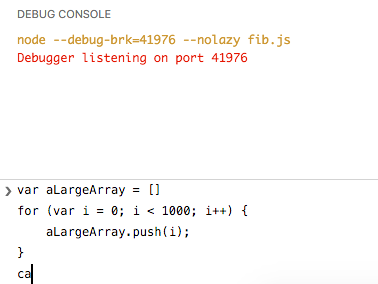 DEBUG CONSOLE
node --debug-brk=41976 --nolazy fib.js
Debugger listening on port 41976
❯ var aLargeArray = []
for (var i = 0; i < 1000; i++) {
    aLargeArray.push(i);
}
ca